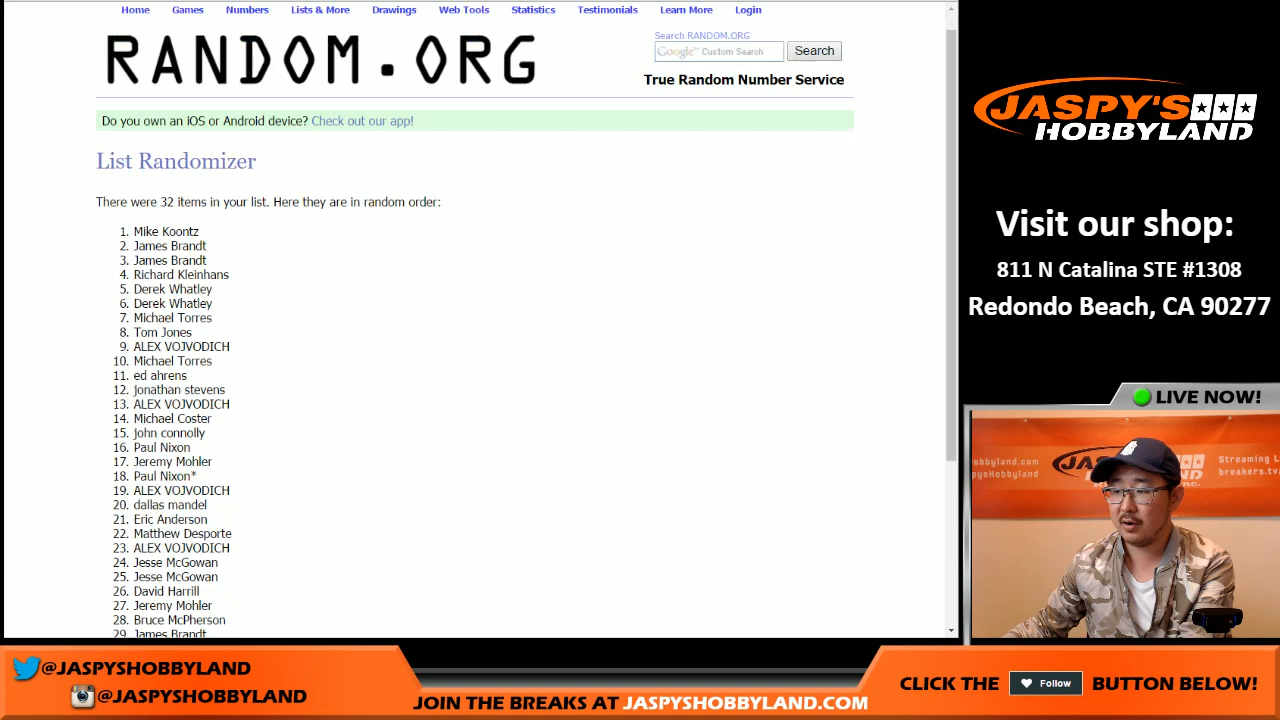 Home Games Numbers Lists & More Drawings Web Tools Statistics Testimonials Learn More Login
RANDOM.ORG
Search RANDOM.ORG
Google™ Custom Search
Search
True Random Number Service
Do you own an iOS or Android device? Check out our app!
List Randomizer
There were 32 items in your list. Here they are in random order:
1. Mike Koontz
2. James Brandt
3. James Brandt
4. Richard Kleinhans
5. Derek Whatley
6. Derek Whatley
7. Michael Torres
8. Tom Jones
9. ALEX VOJVODICH
10. Michael Torres
11. ed ahrens
12. jonathan stevens
13. ALEX VOJVODICH
14. Michael Coster
15. john connolly
16. Paul Nixon
17. Jeremy Mohler
18. Paul Nixon*
19. ALEX VOJVODICH
20. dallas mandel
21. Eric Anderson
22. Matthew Desporte
23. ALEX VOJVODICH
24. Jesse McGowan
25. Jesse McGowan
26. David Harrill
27. Jeremy Mohler
28. Bruce McPherson
29. James Brandt
JASPY'S
HOBBYLAND
Visit our shop:
811 N Catalina STE #1308
Redondo Beach, CA 90277
LIVE NOW!
hobbyland.com
Streaming
breakers.tv
@JASPYSHOBBYLAND
@JASPYSHOBBYLAND
JOIN THE BREAKS AT JASPYSHOBBYLAND.COM
CLICK THE Follow BUTTON BELOW!